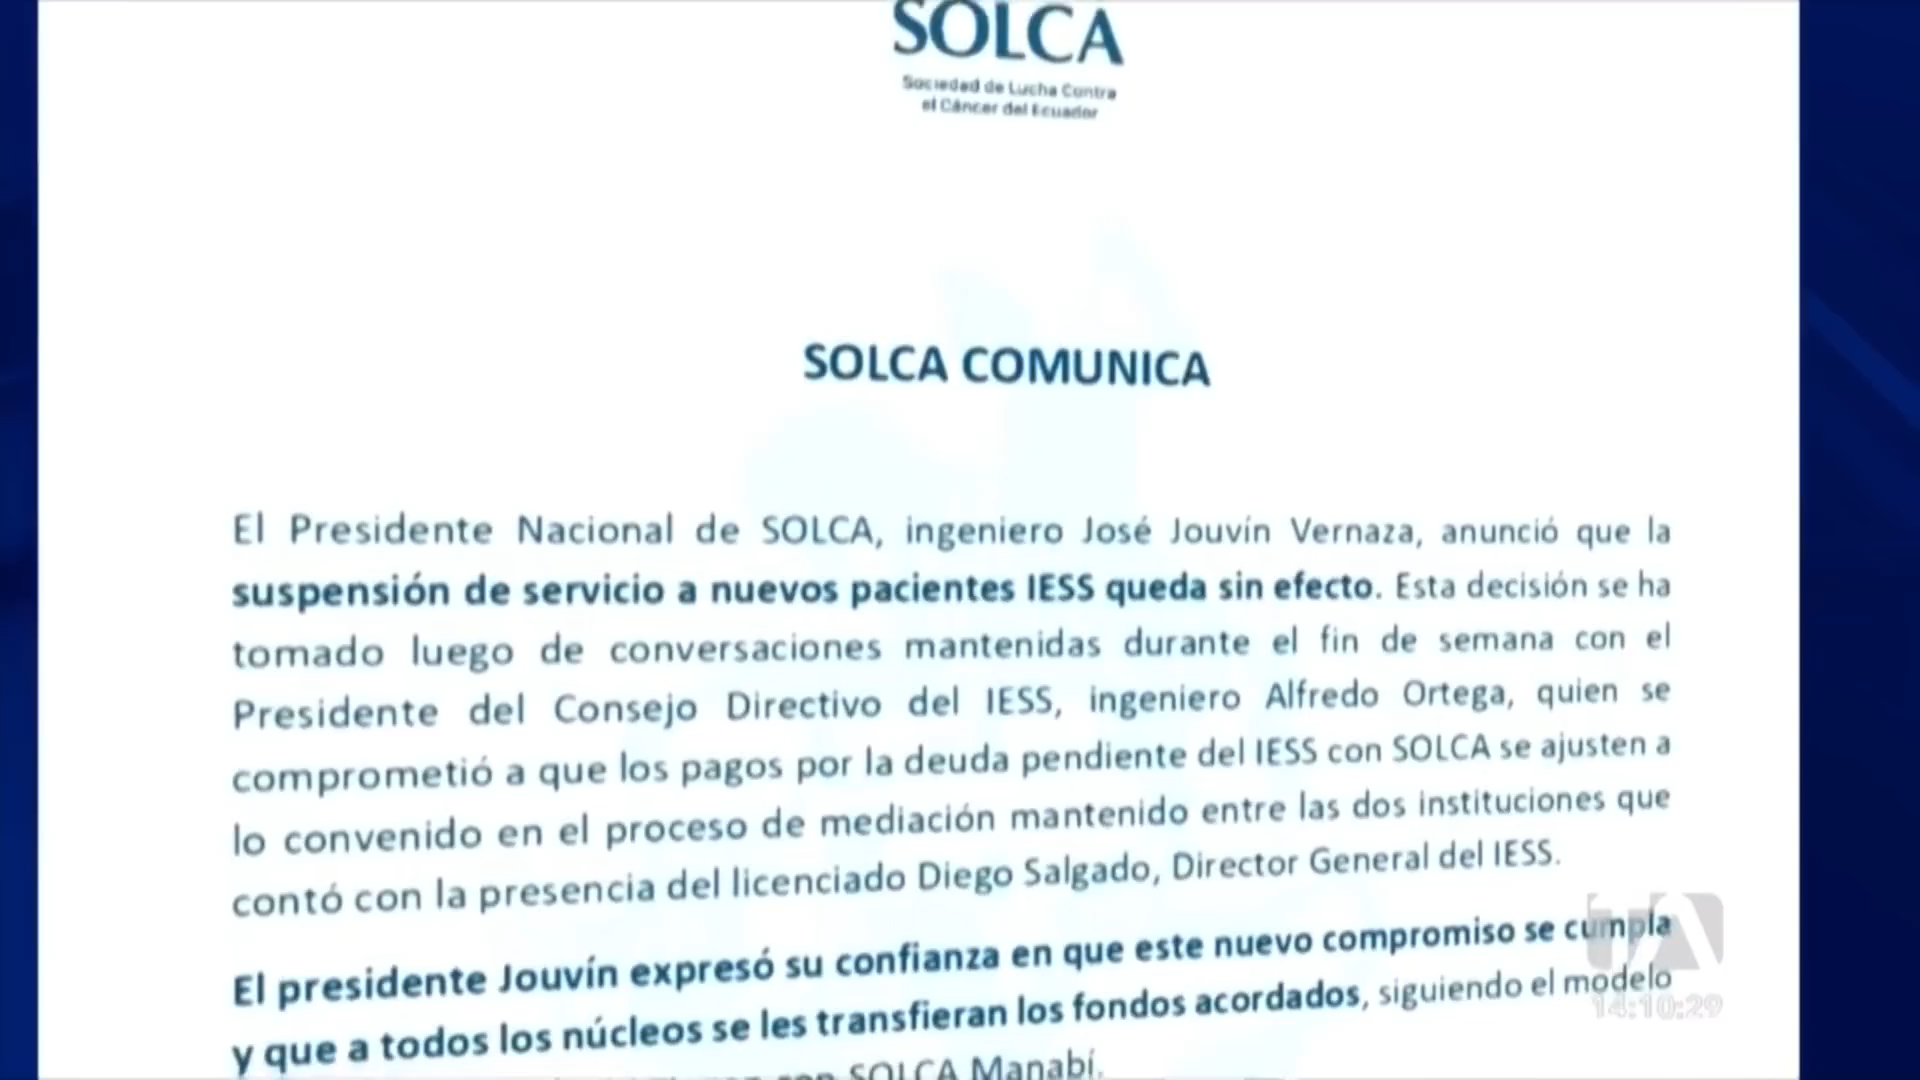 SOLCA
Sociedad de Lucha Contra
el Cáncer del Ecuador
SOLCA COMUNICA
El Presidente Nacional de SOLCA, ingeniero José Jouvín Vernaza, anunció que la
suspensión de servicio a nuevos pacientes IESS queda sin efecto. Esta decisión se ha
tomado luego de conversaciones mantenidas durante el fin de semana con el
Presidente del Consejo Directivo del IESS, ingeniero Alfredo Ortega, quien se
comprometió a que los pagos por la deuda pendiente del IESS con SOLCA se ajusten a
lo convenido en el proceso de mediación mantenido entre las dos instituciones que
contó con la presencia del licenciado Diego Salgado, Director General del IESS.
El presidente Jouvín expresó su confianza en que este nuevo compromiso se cumpla
y que a todos los núcleos se les transfieran los fondos acordados, siguiendo el modelo
SOLCA Manabí.
TA
14:10:29